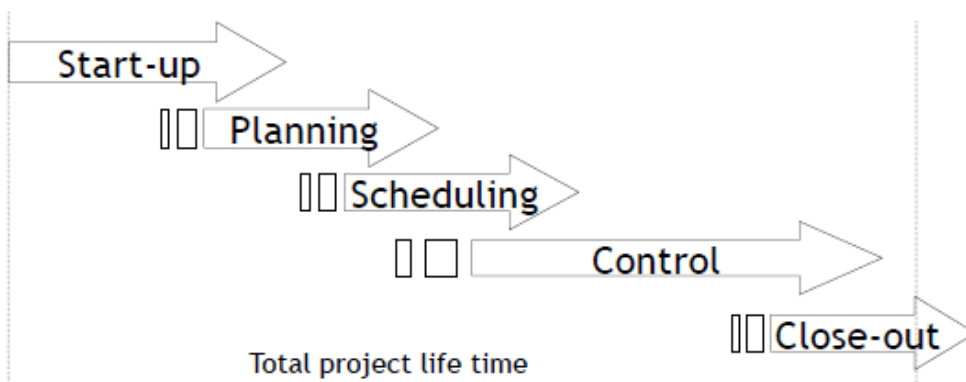 Start-up
Planning
Scheduling
Control
Close-out
Total project life time